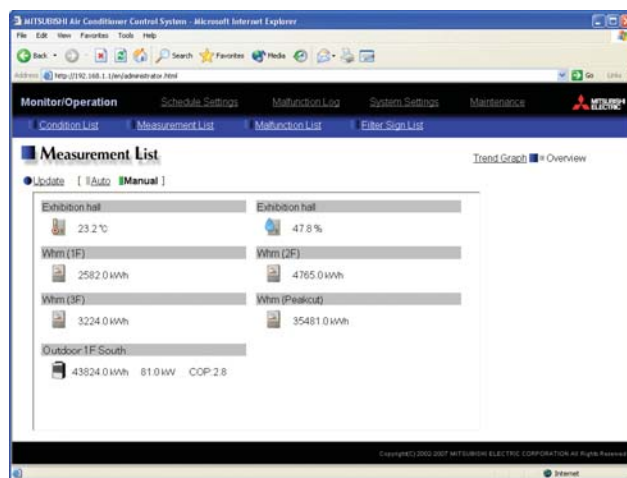 MITSUBISHI Air Conditioner Control System - Microsoft Internet Explorer
File Edit View Favorites Tools Help
Back Search Favorites Media
Address http://192.168.1.1/en/administrator.html Go Links
Monitor/Operation Schedule Settings Malfunction Log System Settings Maintenance MITSUBISHI ELECTRIC
Condition List Measurement List Malfunction List Filter Sign List
Measurement List
Trend Graph Overview
Update [ Auto Manual ]
Exhibition hall Exhibition hall
23.2 ℃ 47.8 %
Whm (1F) Whm (2F)
2582.0 kWh 4765.0 kWh
Whm (3F) Whm (Peakcut)
3224.0 kWh 35481.0 kWh
Outdoor 1F South
43824.0 kWh 81.0 kW COP:2.8
Copyright(C) 2002-2007 MITSUBISHI ELECTRIC CORPORATION All Rights Reserved
Internet